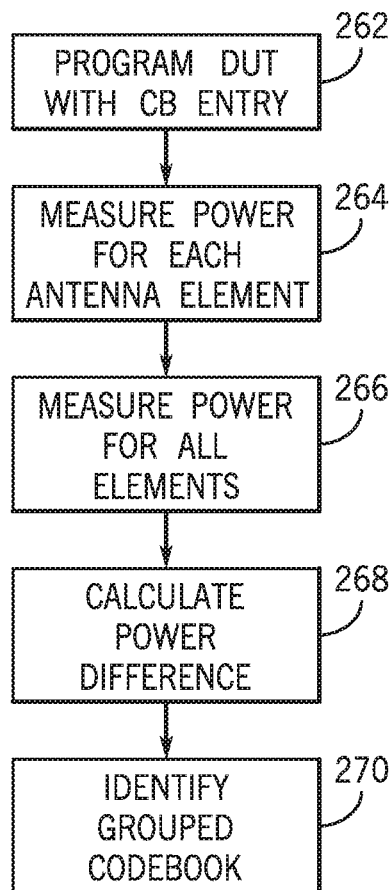 262
PROGRAM DUT
WITH CB ENTRY
264
MEASURE POWER
FOR EACH
ANTENNA ELEMENT
266
MEASURE POWER
FOR ALL
ELEMENTS
268
CALCULATE
POWER
DIFFERENCE
270
IDENTIFY
GROUPED
CODEBOOK